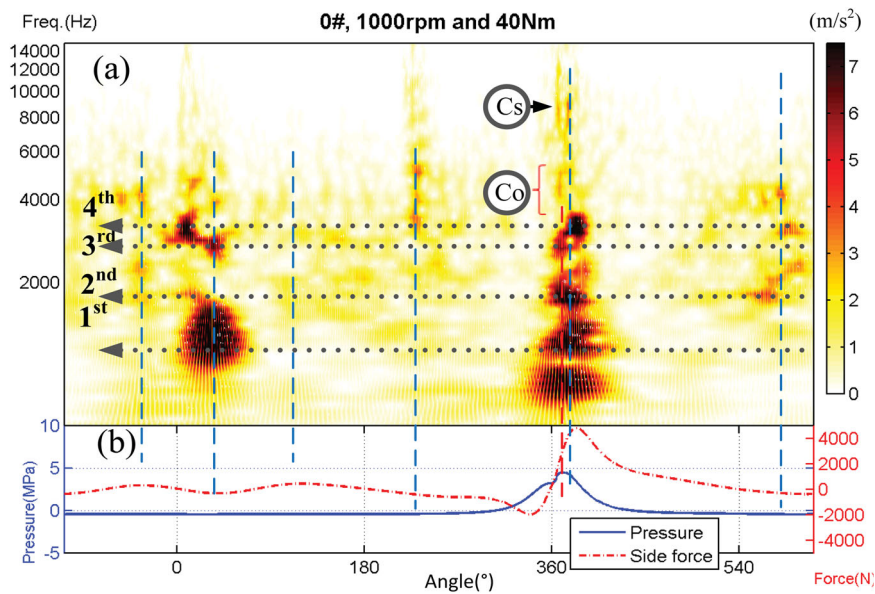 Freq.(Hz)
0#, 1000rpm and 40Nm
(m/s²)
(a)
14000
12000
10000
8000
6000
4000
2000
4th
3rd
2nd
1st
Cs
Co
7
6
5
4
3
2
1
0
(b)
10
5
0
-5
Pressure(MPa)
4000
2000
0
-2000
-4000
Force(N)
Pressure
Side force
0
180
360
540
Angle(°)